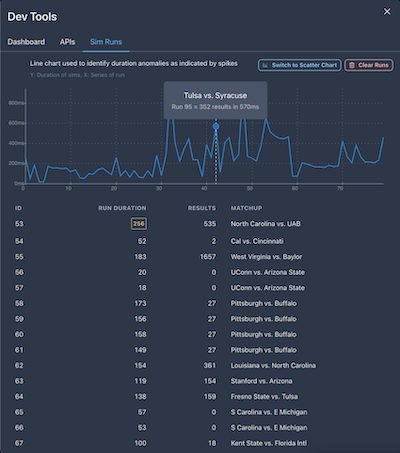 Dev Tools
×
Dashboard APIs Sim Runs
Line chart used to identify duration anomalies as indicated by spikes
Y: Duration of sims, X: Series of run
Switch to Scatter Chart
Clear Runs
Tulsa vs. Syracuse
Run 95 = 352 results in 570ms
800ms
600ms
400ms
200ms
0
0 10 20 30 40 50 60 70
ID RUN DURATION RESULTS MATCHUP
53 256 535 North Carolina vs. UAB
54 52 2 Cal vs. Cincinnati
55 183 1657 West Virginia vs. Baylor
56 20 0 UConn vs. Arizona State
57 18 0 UConn vs. Arizona State
58 173 27 Pittsburgh vs. Buffalo
59 156 27 Pittsburgh vs. Buffalo
60 158 27 Pittsburgh vs. Buffalo
61 149 27 Pittsburgh vs. Buffalo
62 154 361 Louisiana vs. North Carolina
63 119 154 Stanford vs. Arizona
64 138 159 Fresno State vs. Tulsa
65 57 0 S Carolina vs. E Michigan
66 53 0 S Carolina vs. E Michigan
67 100 18 Kent State vs. Florida Intl